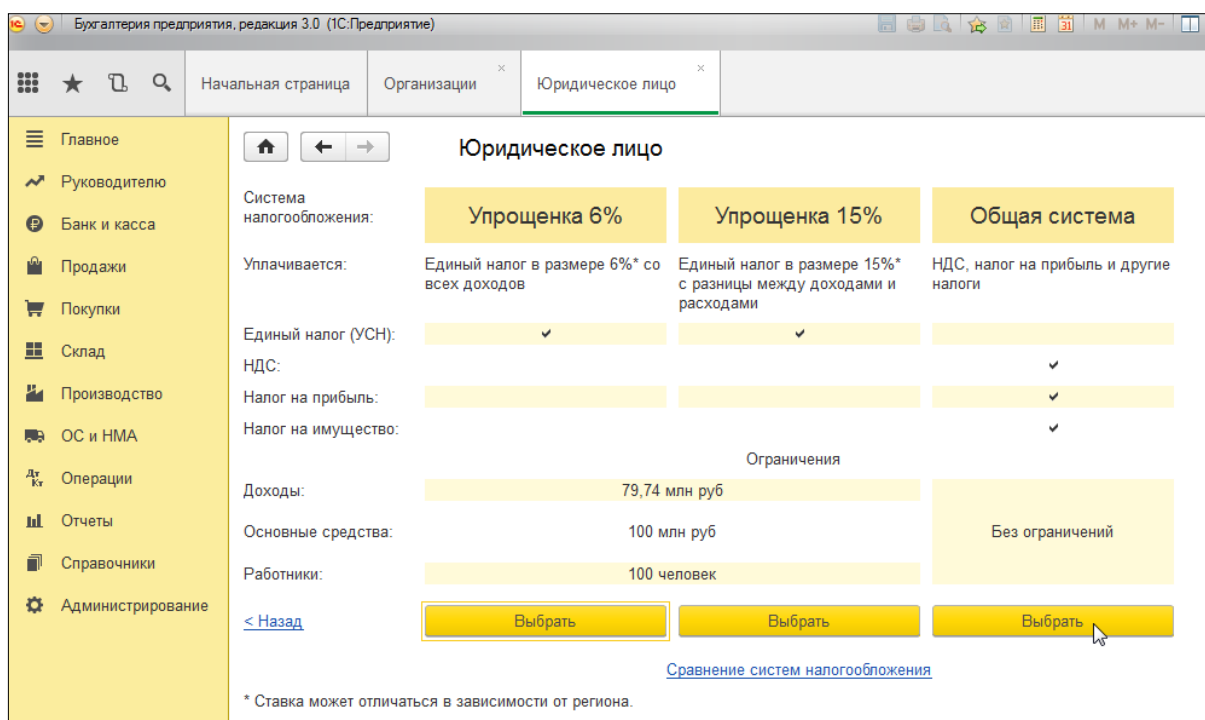 Бухгалтерия предприятия, редакция 3.0 (1С:Предприятие)
31 M M+ M-
Начальная страница
Организации
Юридическое лицо
Главное
Руководителю
Банк и касса
Продажи
Покупки
Склад
Производство
ОС и НМА
Дт
Кт
Операции
Отчеты
Справочники
Администрирование
Юридическое лицо
Система
налогообложения:
Упрощенка 6%
Упрощенка 15%
Общая система
Уплачивается:
Единый налог в размере 6%* со
всех доходов
Единый налог в размере 15%*
с разницы между доходами и
расходами
НДС, налог на прибыль и другие
налоги
Единый налог (УСН):
НДС:
Налог на прибыль:
Налог на имущество:
Ограничения
Доходы:
79,74 млн руб
Основные средства:
100 млн руб
Без ограничений
Работники:
100 человек
< Назад
Выбрать
Выбрать
Выбрать
Сравнение систем налогообложения
* Ставка может отличаться в зависимости от региона.